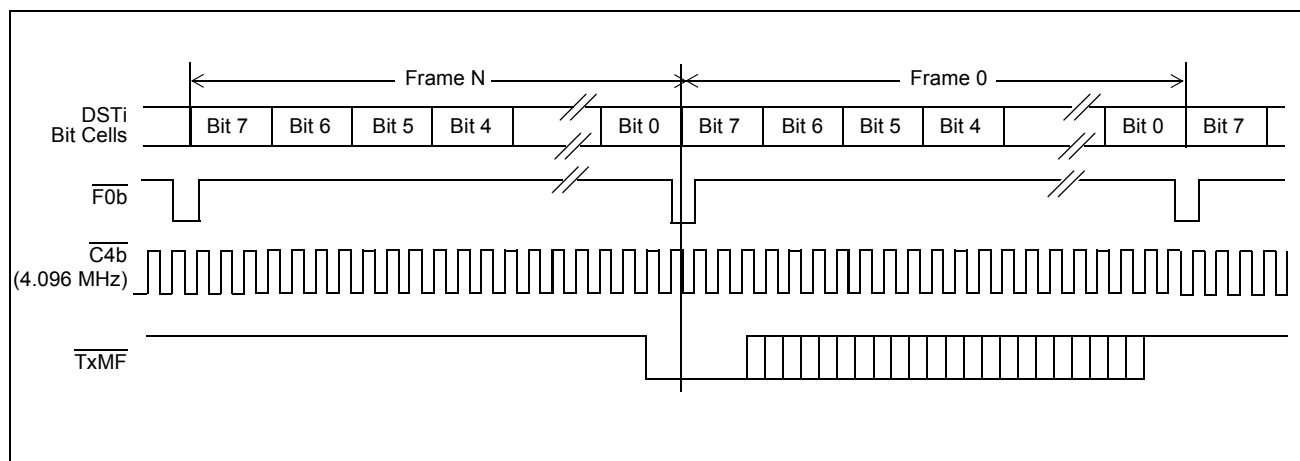 Frame N Frame 0
DSTi
Bit Cells
Bit 7 Bit 6 Bit 5 Bit 4 Bit 0 Bit 7 Bit 6 Bit 5 Bit 4 Bit 0 Bit 7
F0b
C4b
(4.096 MHz)
TxMF